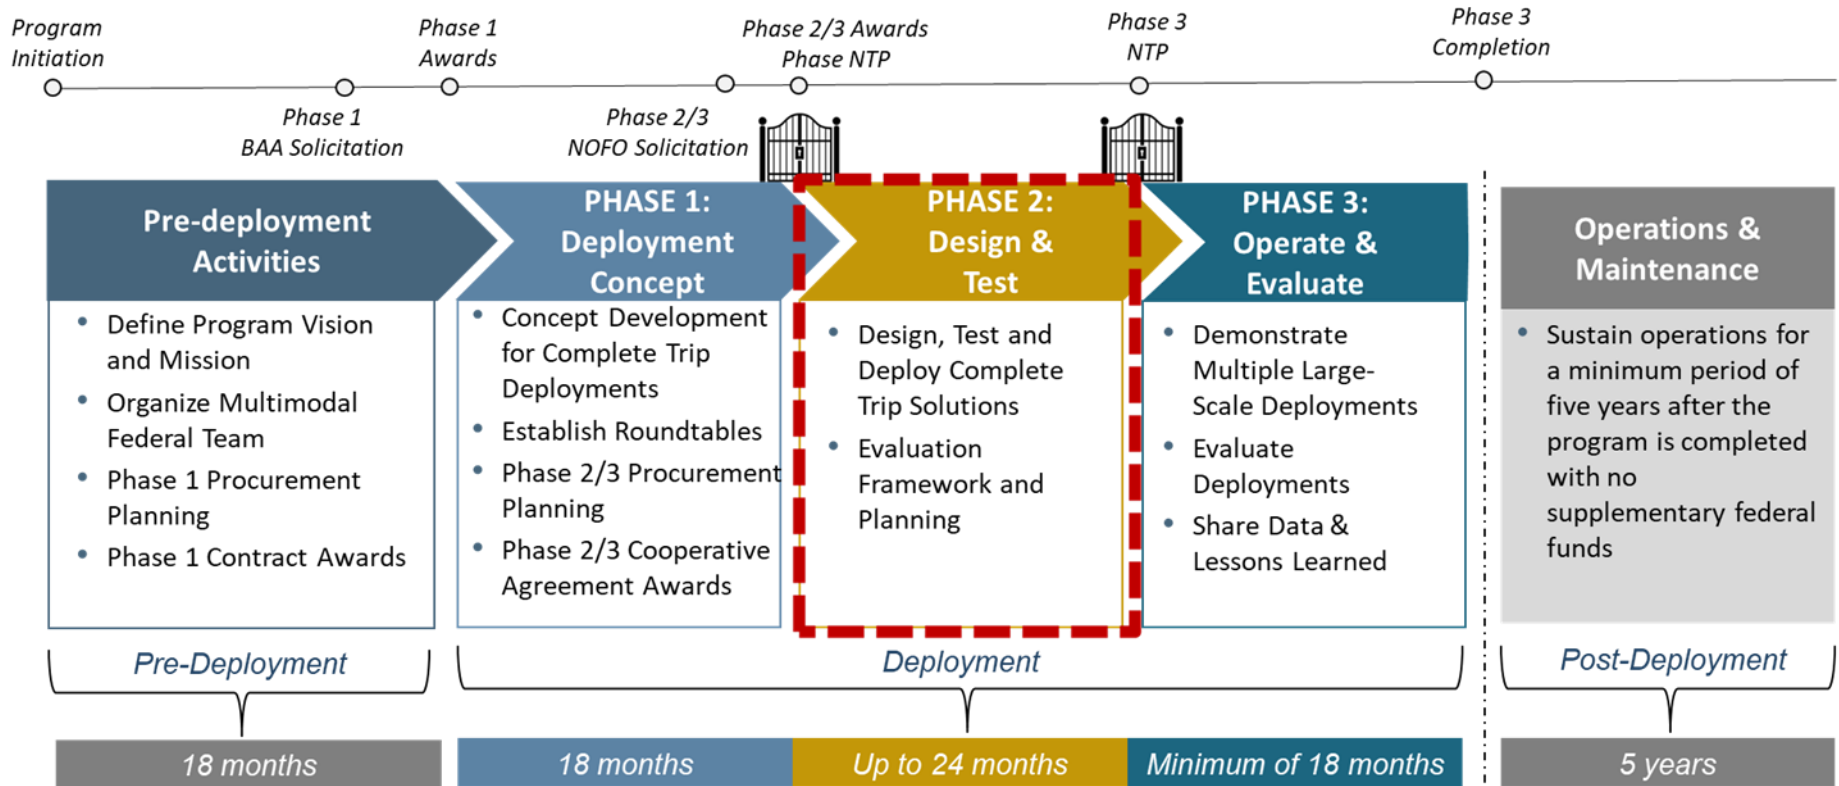 Program
Initiation
Phase 1
Awards
Phase 2/3 Awards
Phase NTP
Phase 3
NTP
Phase 3
Completion
Phase 1
BAA Solicitation
Phase 2/3
NOFO Solicitation
Pre-deployment
Activities
• Define Program Vision
and Mission
• Organize Multimodal
Federal Team
• Phase 1 Procurement
Planning
• Phase 1 Contract Awards
PHASE 1:
Deployment
Concept
• Concept Development
for Complete Trip
Deployments
• Establish Roundtables
• Phase 2/3 Procurement
Planning
• Phase 2/3 Cooperative
Agreement Awards
PHASE 2:
Design &
Test
• Design, Test and
Deploy Complete
Trip Solutions
• Evaluation
Framework and
Planning
PHASE 3:
Operate &
Evaluate
• Demonstrate
Multiple Large-
Scale Deployments
• Evaluate
Deployments
• Share Data &
Lessons Learned
Operations &
Maintenance
• Sustain operations for
a minimum period of
five years after the
program is completed
with no
supplementary federal
funds
Pre-Deployment
Deployment
Post-Deployment
18 months
18 months
Up to 24 months
Minimum of 18 months
5 years